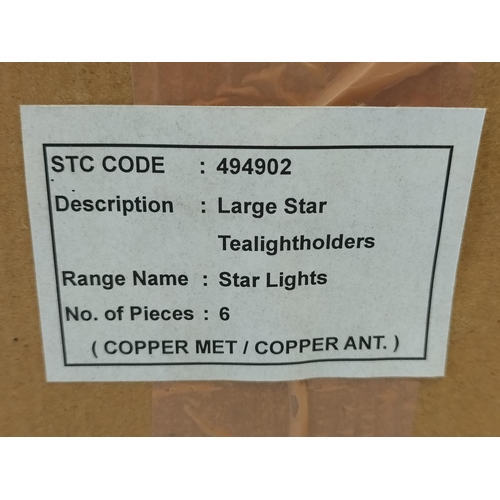 STC CODE : 494902
Description : Large Star
Tealightholders
Range Name : Star Lights
No. of Pieces : 6
( COPPER MET / COPPER ANT. )